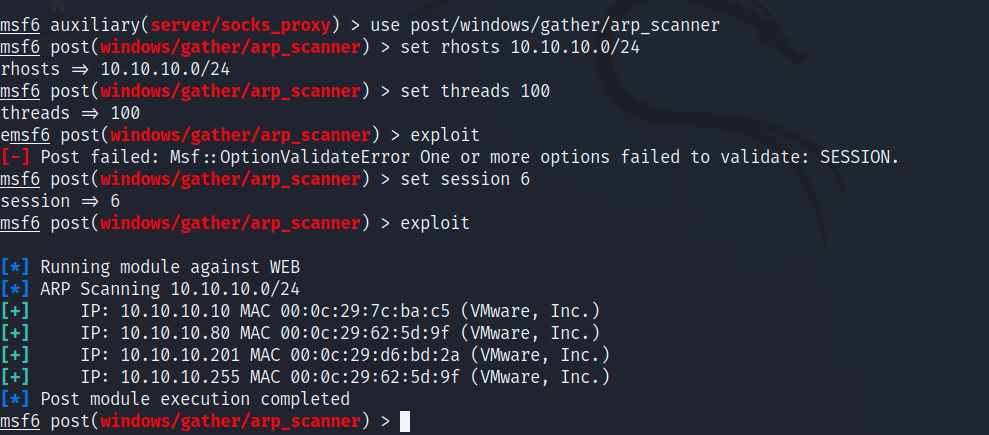 msf6 auxiliary(server/socks_proxy) > use post/windows/gather/arp_scanner
msf6 post(windows/gather/arp_scanner) > set rhosts 10.10.10.0/24
rhosts ⇒ 10.10.10.0/24
msf6 post(windows/gather/arp_scanner) > set threads 100
threads ⇒ 100
emsf6 post(windows/gather/arp_scanner) > exploit
[-] Post failed: Msf::OptionValidateError One or more options failed to validate: SESSION.
msf6 post(windows/gather/arp_scanner) > set session 6
session ⇒ 6
msf6 post(windows/gather/arp_scanner) > exploit
[*] Running module against WEB
[*] ARP Scanning 10.10.10.0/24
[+]     IP: 10.10.10.10 MAC 00:0c:29:7c:ba:c5 (VMware, Inc.)
[+]     IP: 10.10.10.80 MAC 00:0c:29:62:5d:9f (VMware, Inc.)
[+]     IP: 10.10.10.201 MAC 00:0c:29:d6:bd:2a (VMware, Inc.)
[+]     IP: 10.10.10.255 MAC 00:0c:29:62:5d:9f (VMware, Inc.)
[*] Post module execution completed
msf6 post(windows/gather/arp_scanner) >